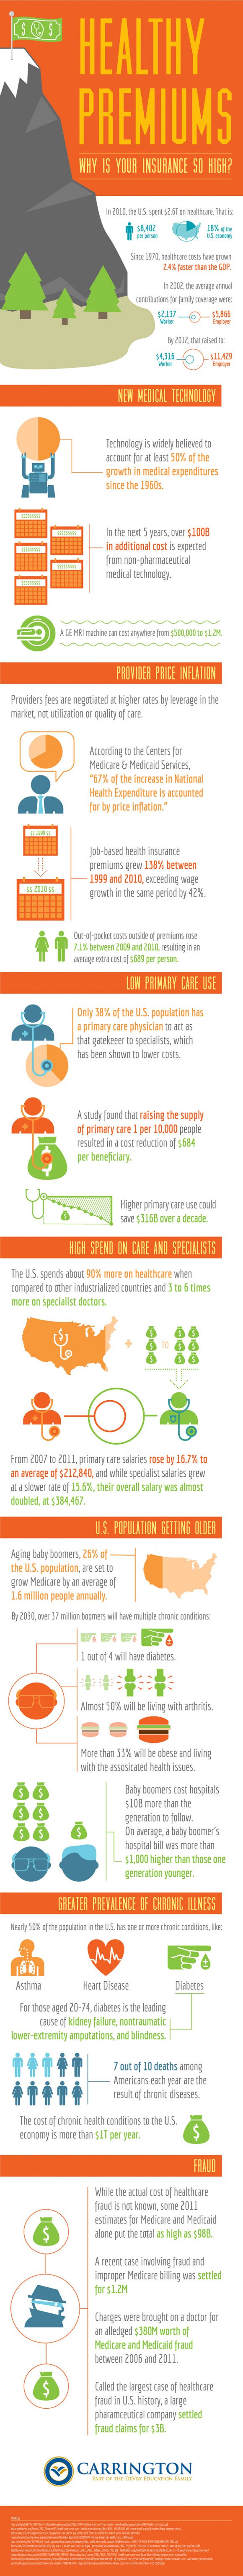 $ $
HEALTHY
PREMIUMS
WHY IS YOUR INSURANCE SO HIGH?
In 2010, the U.S. spent $2.6T on healthcare. That is:
$8,402
per person
18% of the
U.S. economy
Since 1970, healthcare costs have grown
2.4% faster than the GDP.
In 2002, the average annual
contributions for family coverage were:
$2,137
Worker
$5,866
Employer
By 2012, that raised to:
$4,316
Worker
$11,429
Employer
NEW MEDICAL TECHNOLOGY
Technology is widely believed to
account for at least 50% of the
growth in medical expenditures
since the 1960s.
In the next 5 years, over $100B
in additional cost is expected
from non-pharmaceutical
medical technology.
A GE MRI machine can cost anywhere from $500,000 to $1.2M.
PROVIDER PRICE INFLATION
Providers fees are negotiated at higher rates by leverage in the
market, not utilization or quality of care.
According to the Centers for
Medicare & Medicaid Services,
"67% of the increase in National
Health Expenditure is accounted
for by price inflation."
$$ 1999 $$
$$ 2010 $$
Job-based health insurance
premiums grew 138% between
1999 and 2010, exceeding wage
growth in the same period by 42%.
Out-of-pocket costs outside of premiums rose
7.1% between 2009 and 2010, resulting in an
average extra cost of $689 per person.
LOW PRIMARY CARE USE
Only 38% of the U.S. population has
a primary care physician to act as
that gatekeeer to specialists, which
has been shown to lower costs.
A study found that raising the supply
of primary care 1 per 10,000 people
resulted in a cost reduction of $684
per beneficiary.
Higher primary care use could
save $316B over a decade.
HIGH SPEND ON CARE AND SPECIALISTS
The U.S. spends about 90% more on healthcare when
compared to other industrialized countries and 3 to 6 times
more on specialist doctors.
+ TO
From 2007 to 2011, primary care salaries rose by 16.7% to
an average of $212,840, and while specialist salaries grew
at a slower rate of 15.6%, their overall salary was almost
doubled, at $384,467.
U.S. POPULATION GETTING OLDER
Aging baby boomers, 26% of
the U.S. population, are set to
grow Medicare by an average of
1.6 million people annually.
By 2030, over 37 million boomers will have multiple chronic conditions:
1 out of 4 will have diabetes.
Almost 50% will be living with arthritis.
More than 33% will be obese and living
with the assosicated health issues.
Baby boomers cost hospitals
$10B more than the
generation to follow.
On average, a baby boomer's
hospital bill was more than
$1,000 higher than those one
generation younger.
GREATER PREVALENCE OF CHRONIC ILLNESS
Nearly 50% of the population in the U.S. has one or more chronic conditions, like:
Asthma
Heart Disease
Diabetes
For those aged 20-74, diabetes is the leading
cause of kidney failure, nontraumatic
lower-extremity amputations, and blindness.
7 out of 10 deaths among
Americans each year are the
result of chronic diseases.
The cost of chronic health conditions to the U.S.
economy is more than $1T per year.
FRAUD
While the actual cost of healthcare
fraud is not known, some 2011
estimates for Medicare and Medicaid
alone put the total as high as $98B.
A recent case involving fraud and
improper Medicare billing was settled
for $1.2M
Charges were brought on a doctor for
an alledged $380M worth of
Medicare and Medicaid fraud
between 2006 and 2011.
Called the largest case of healthcare
fraud in U.S. history, a large
pharamceutical company settled
fraud claims for $3B.
CARRINGTON
PART OF THE DEVRY EDUCATION FAMILY